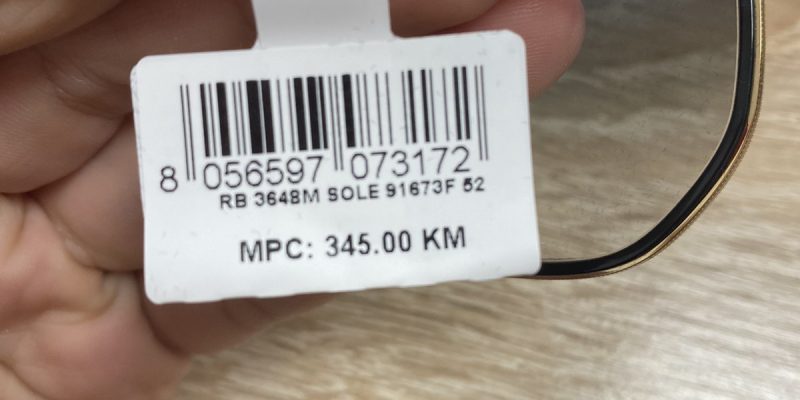 8 056597 073172
RB 3648M SOLE 91673F 52
MPC: 345.00 KM